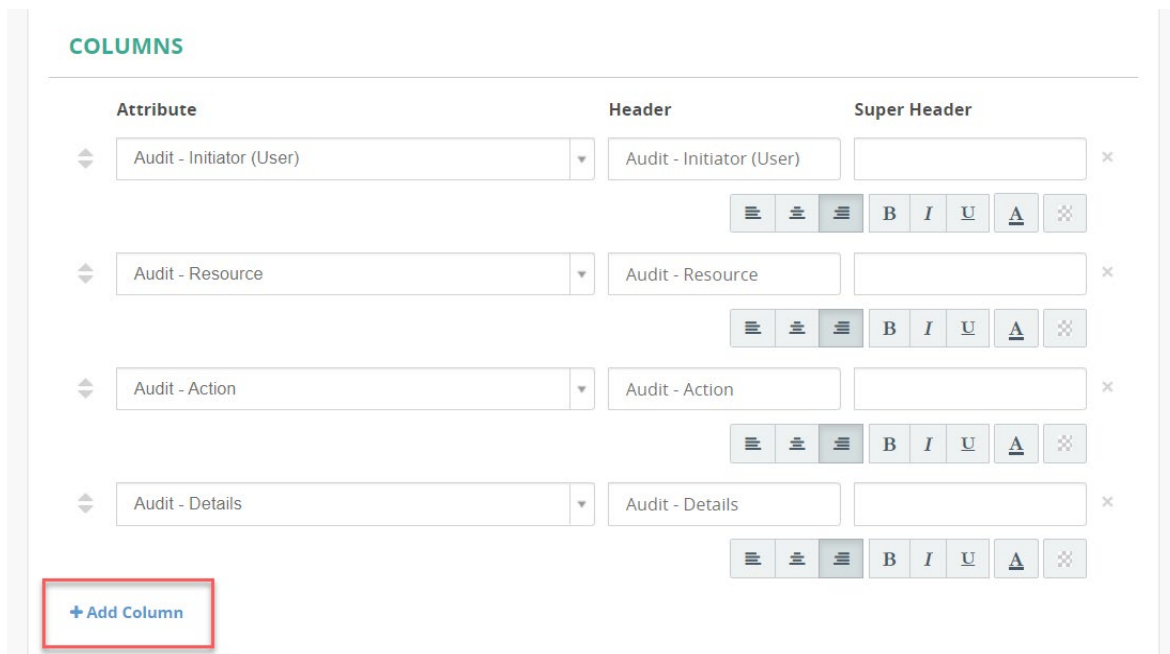 COLUMNS
Attribute Header Super Header
Audit - Initiator (User) Audit - Initiator (User)
B I U A
Audit - Resource Audit - Resource
B I U A
Audit - Action Audit - Action
B I U A
Audit - Details Audit - Details
B I U A
+ Add Column